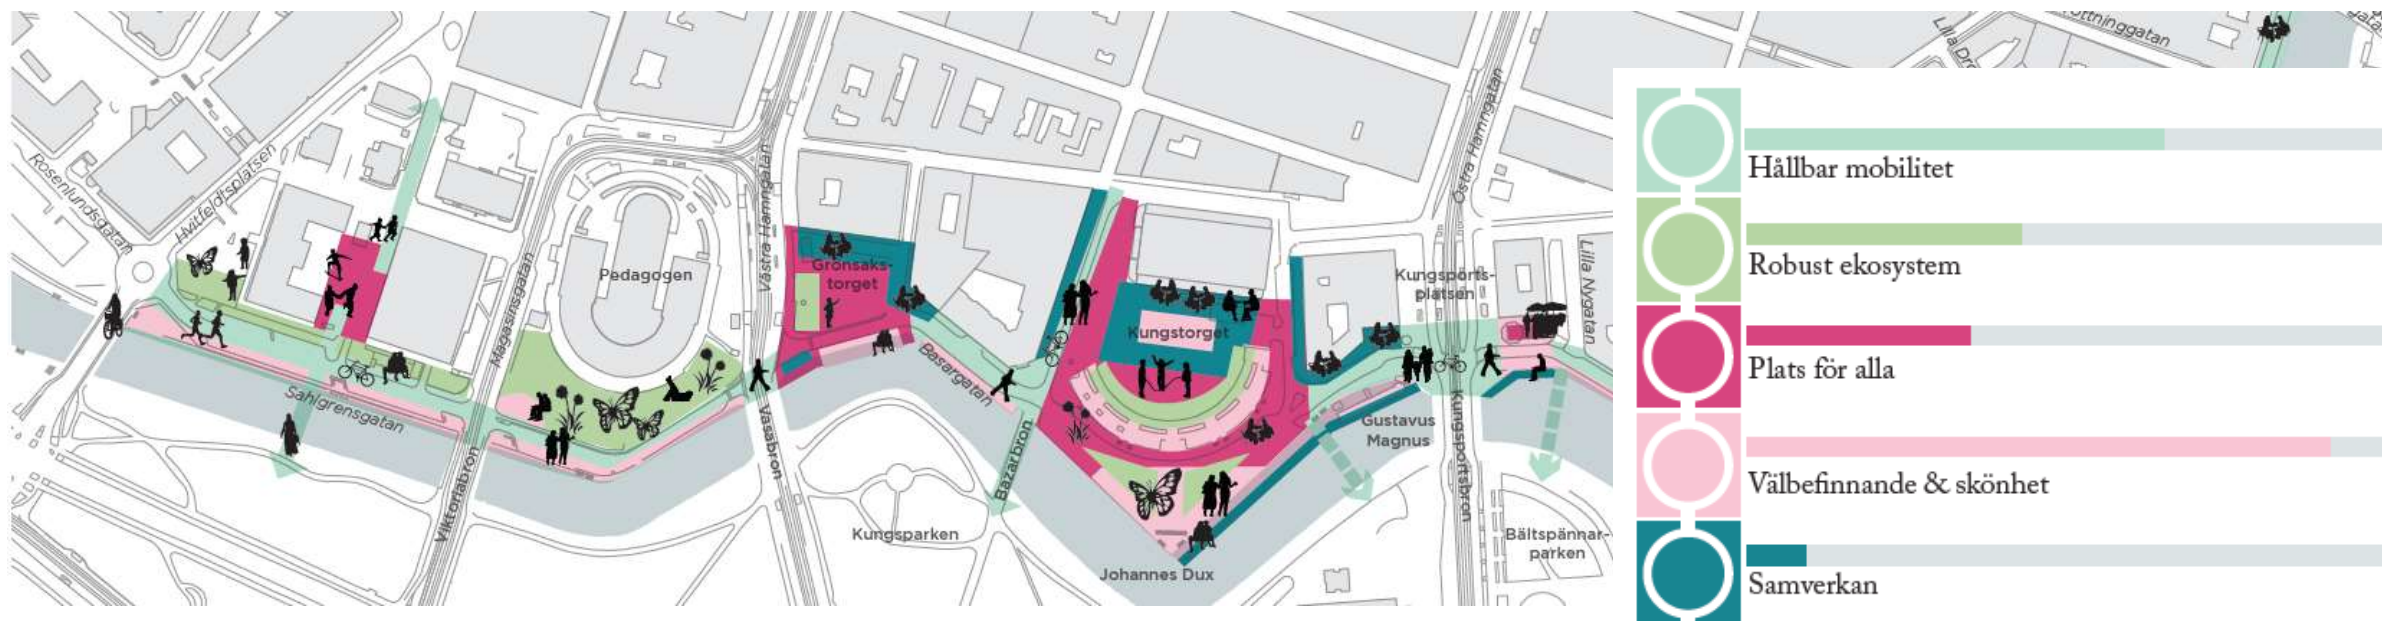 Rosenlundsgatan
Hvitfeldtsplatsen
Sahlgrensgatan
Magasinsgatan
Viktoriabron
Pedagogen
Västra Hamngatan
Vasabron
Grönsaks-
torget
Basargatan
Bazarbron
Kungsparken
Kungstorget
Johannes Dux
Gustavus
Magnus
Östra Hamngatan
Kungsports-
platsen
Kungsportsbron
Lilla Nygatan
Bältspännar-
parken
Hållbar mobilitet
Robust ekosystem
Plats för alla
Välbefinnande & skönhet
Samverkan